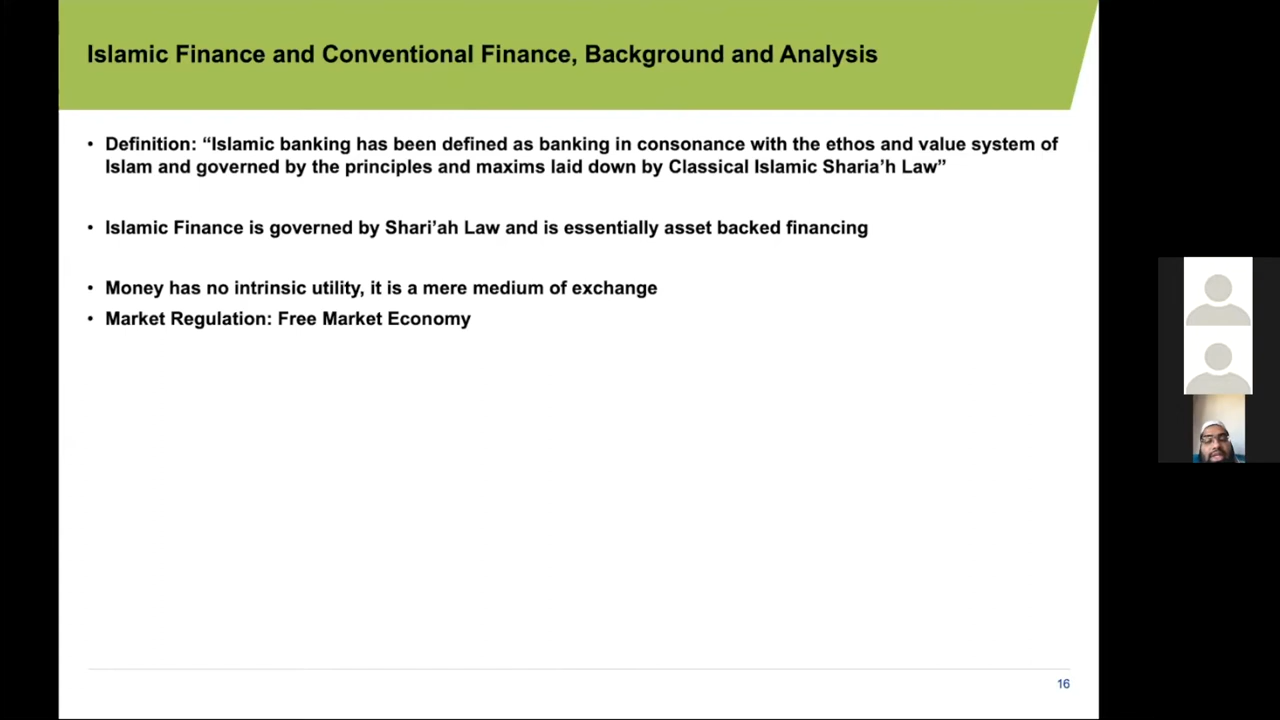 Islamic Finance and Conventional Finance, Background and Analysis
• Definition: “Islamic banking has been defined as banking in consonance with the ethos and value system of
Islam and governed by the principles and maxims laid down by Classical Islamic Sharia’h Law”
• Islamic Finance is governed by Shari’ah Law and is essentially asset backed financing
• Money has no intrinsic utility, it is a mere medium of exchange
• Market Regulation: Free Market Economy
16